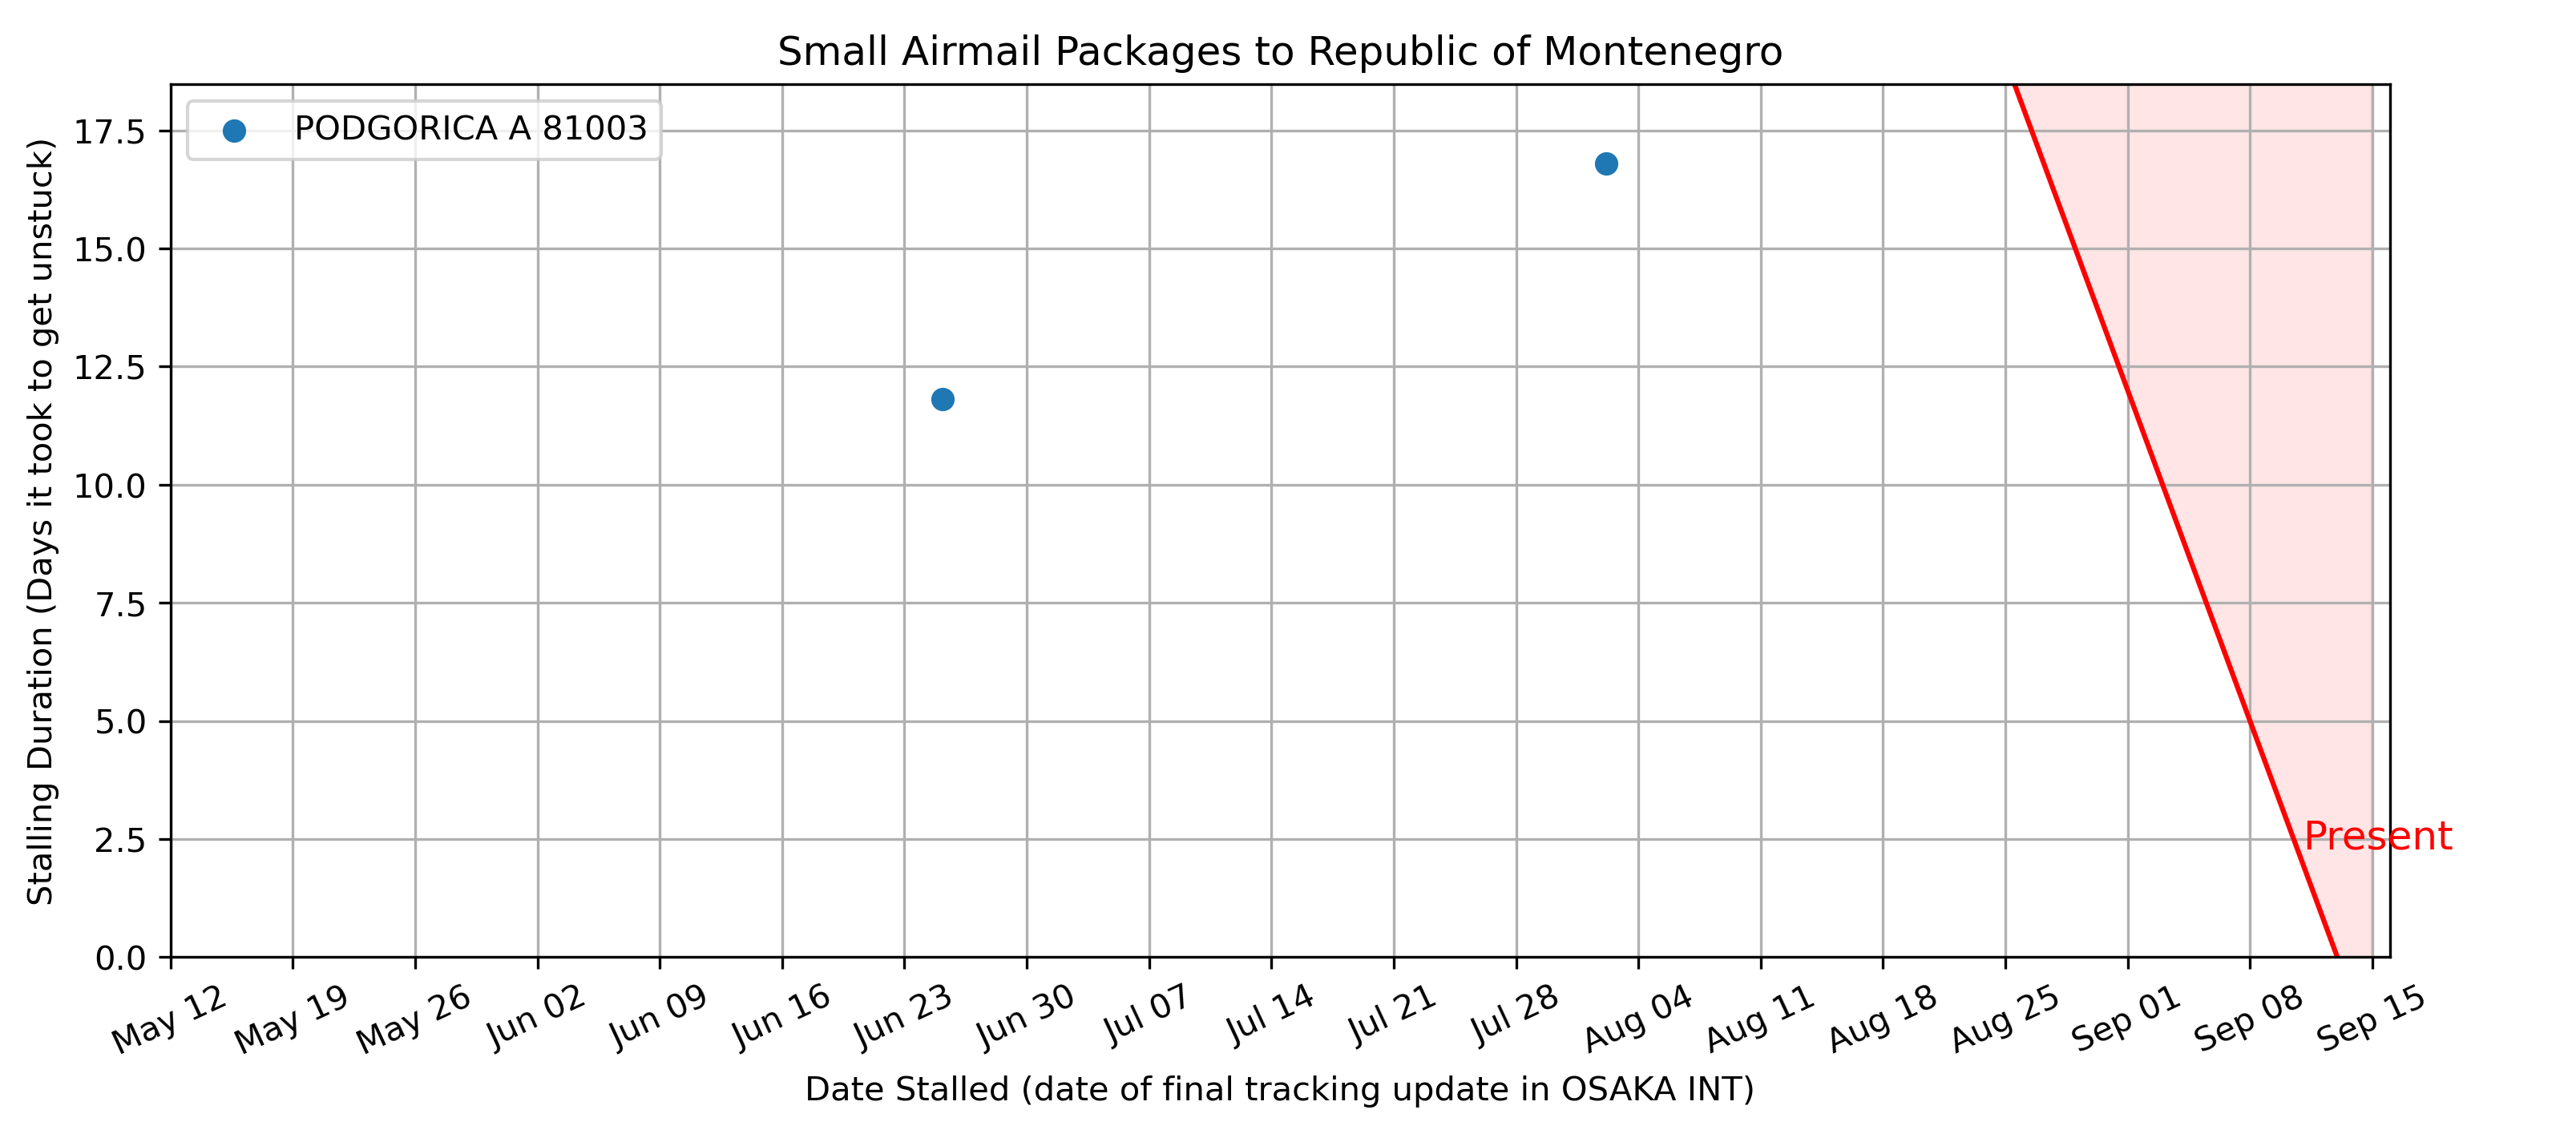 Small Airmail Packages to Republic of Montenegro
PODGORICA A 81003
Stalling Duration (Days it took to get unstuck)
17.5
15.0
12.5
10.0
7.5
5.0
2.5
0.0
Present
May 12
May 19
May 26
Jun 02
Jun 09
Jun 16
Jun 23
Jun 30
Jul 07
Jul 14
Jul 21
Jul 28
Aug 04
Aug 11
Aug 18
Aug 25
Sep 01
Sep 08
Sep 15
Date Stalled (date of final tracking update in OSAKA INT)